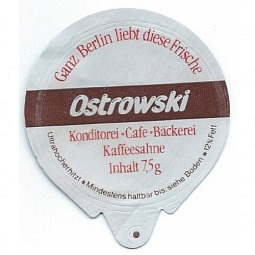 Ganz Berlin liebt diese Frische
Ostrowski
Konditorei • Cafe • Bäckerei
Kaffeesahne
Inhalt 7,5g
Ultrahocherhitzt • Mindestens haltbar bis: siehe Boden • 12% Fett